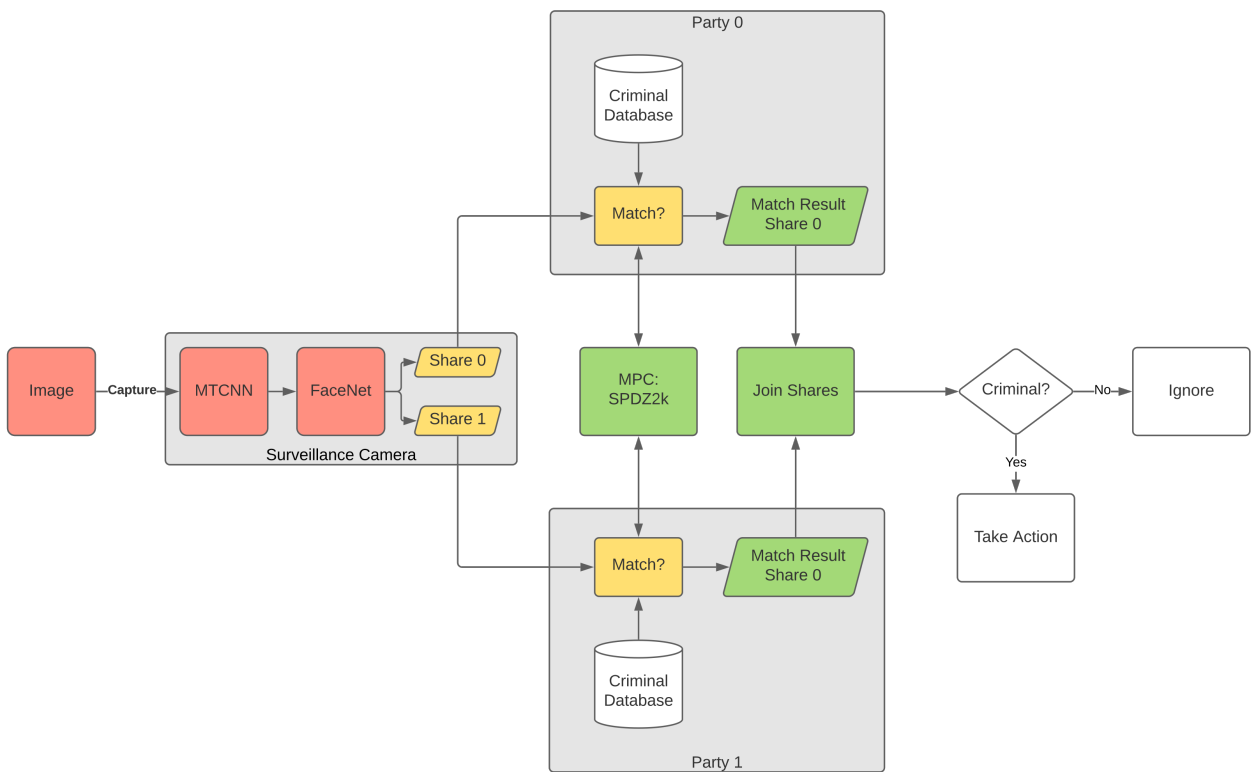 Party 0
Criminal
Database
Match?
Match Result
Share 0
Image
Capture
MTCNN
FaceNet
Share 0
Share 1
Surveillance Camera
MPC:
SPDZ2k
Join Shares
Criminal?
No
Ignore
Yes
Take Action
Match?
Match Result
Share 0
Criminal
Database
Party 1